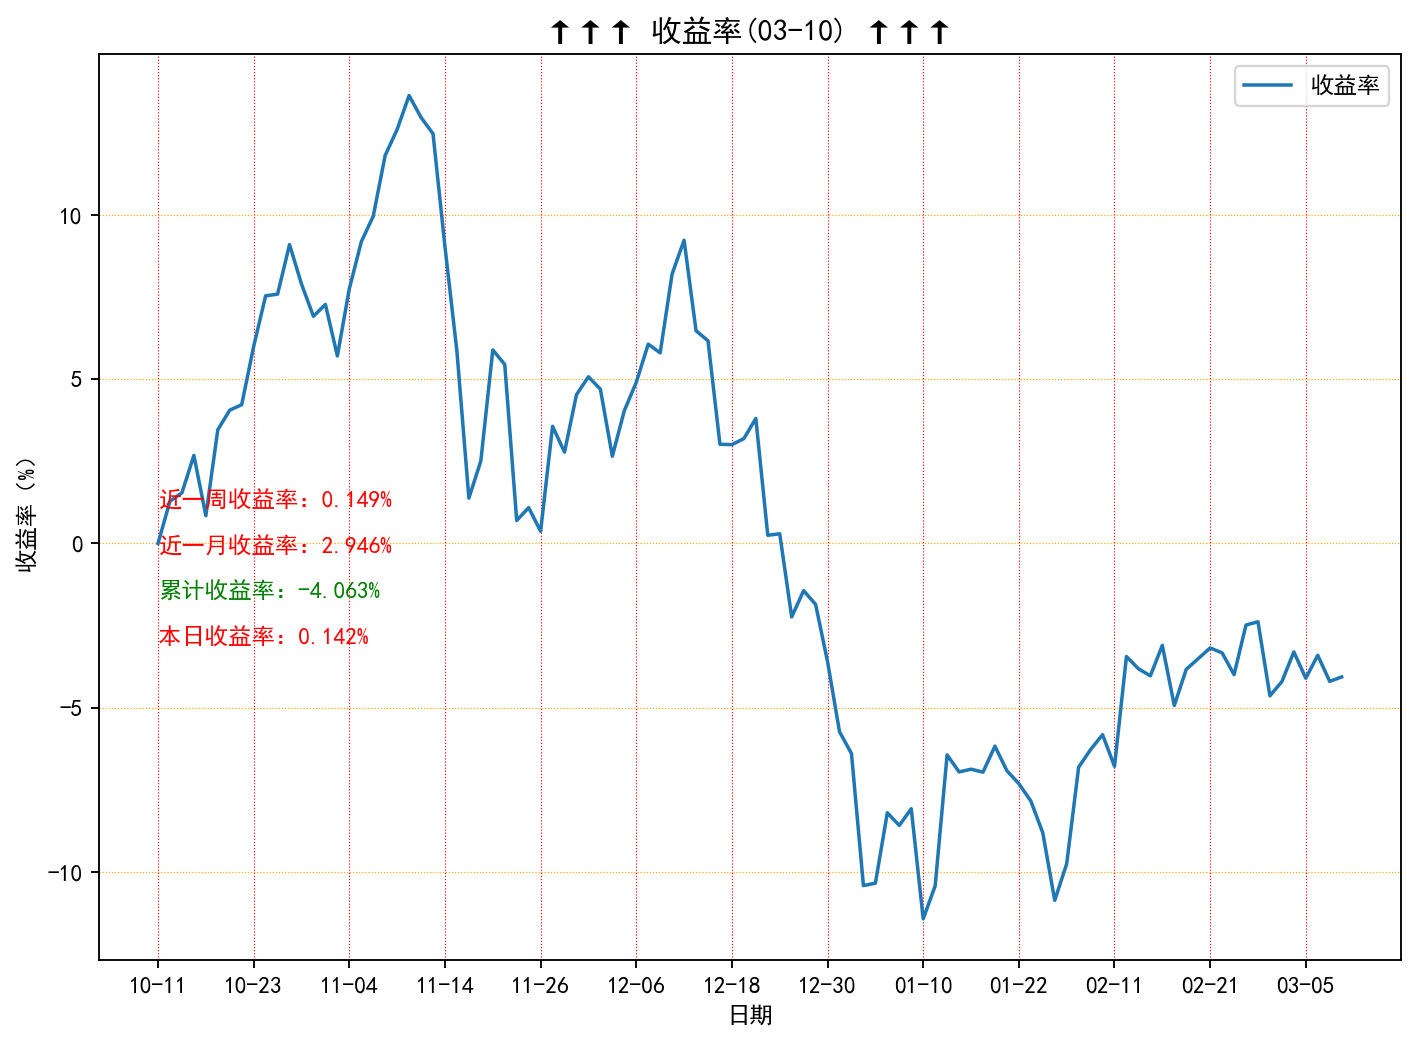 ↑↑↑ 收益率(03-10) ↑↑↑
收益率
收益率 (%)
10
5
0
-5
-10
近一周收益率: 0.149%
近一月收益率: 2.946%
累计收益率: -4.063%
本日收益率: 0.142%
10-11 10-23 11-04 11-14 11-26 12-06 12-18 12-30 01-10 01-22 02-11 02-21 03-05
日期